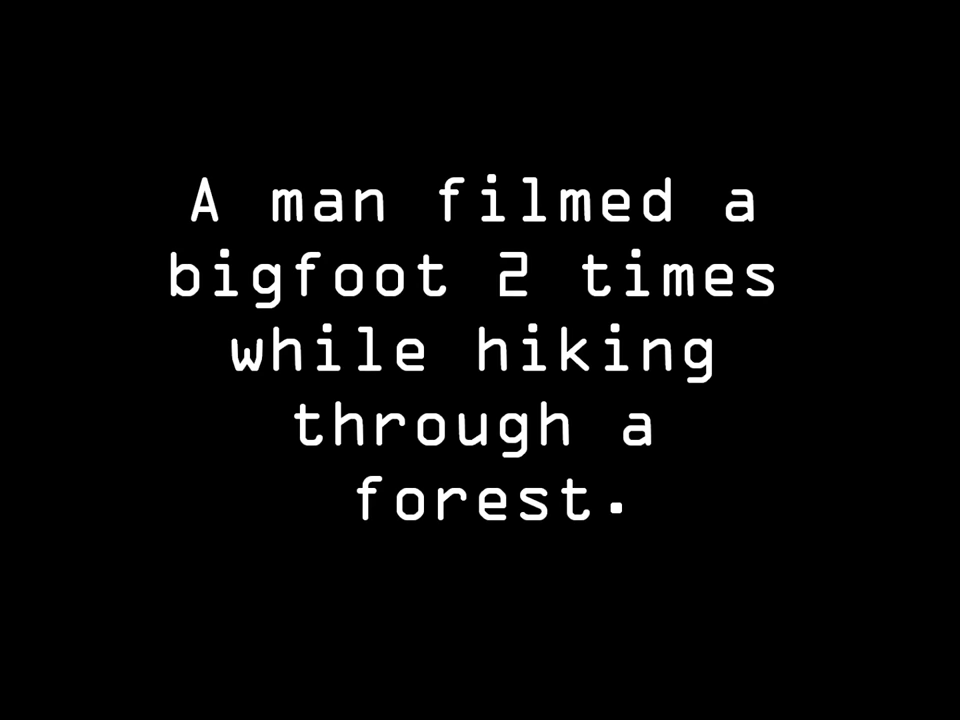 A man filmed a
bigfoot 2 times
while hiking
through a
forest.